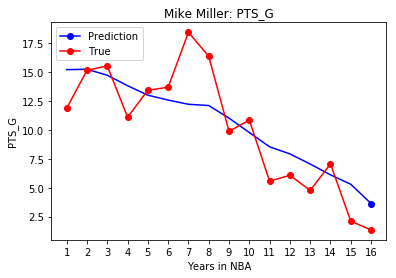 Mike Miller: PTS_G
Prediction
True
PTS_G
17.5
15.0
12.5
10.0
7.5
5.0
2.5
1 2 3 4 5 6 7 8 9 10 11 12 13 14 15 16
Years in NBA